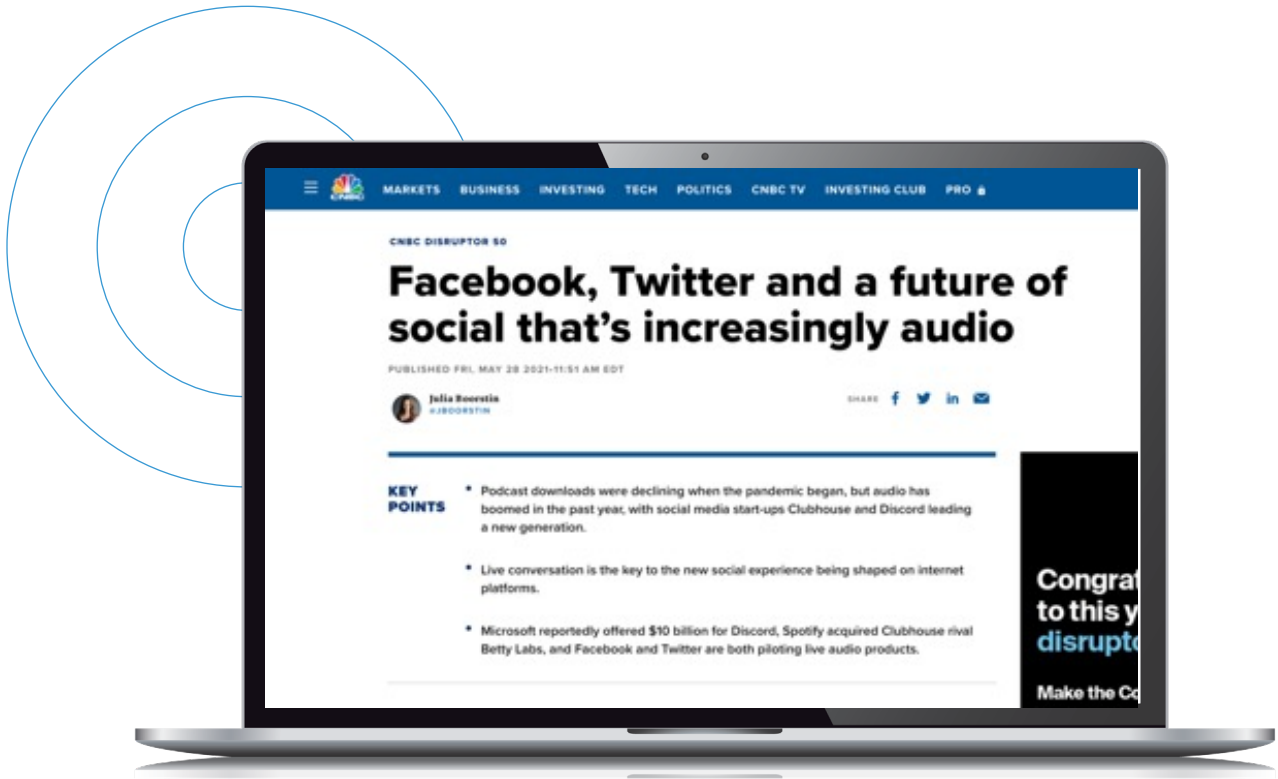 CNBC
MARKETS BUSINESS INVESTING TECH POLITICS CNBC TV INVESTING CLUB PRO
CNBC DISRUPTOR 50
Facebook, Twitter and a future of
social that's increasingly audio
PUBLISHED FRI, MAY 28 2021-11:51 AM EDT
Julia Boorstin
@JBOORSTIN
SHARE
KEY
POINTS
Podcast downloads were declining when the pandemic began, but audio has
boomed in the past year, with social media start-ups Clubhouse and Discord leading
a new generation.
Live conversation is the key to the new social experience being shaped on internet
platforms.
Microsoft reportedly offered $10 billion for Discord, Spotify acquired Clubhouse rival
Betty Labs, and Facebook and Twitter are both piloting live audio products.
Congrat
to this y
disrupto
Make the Co